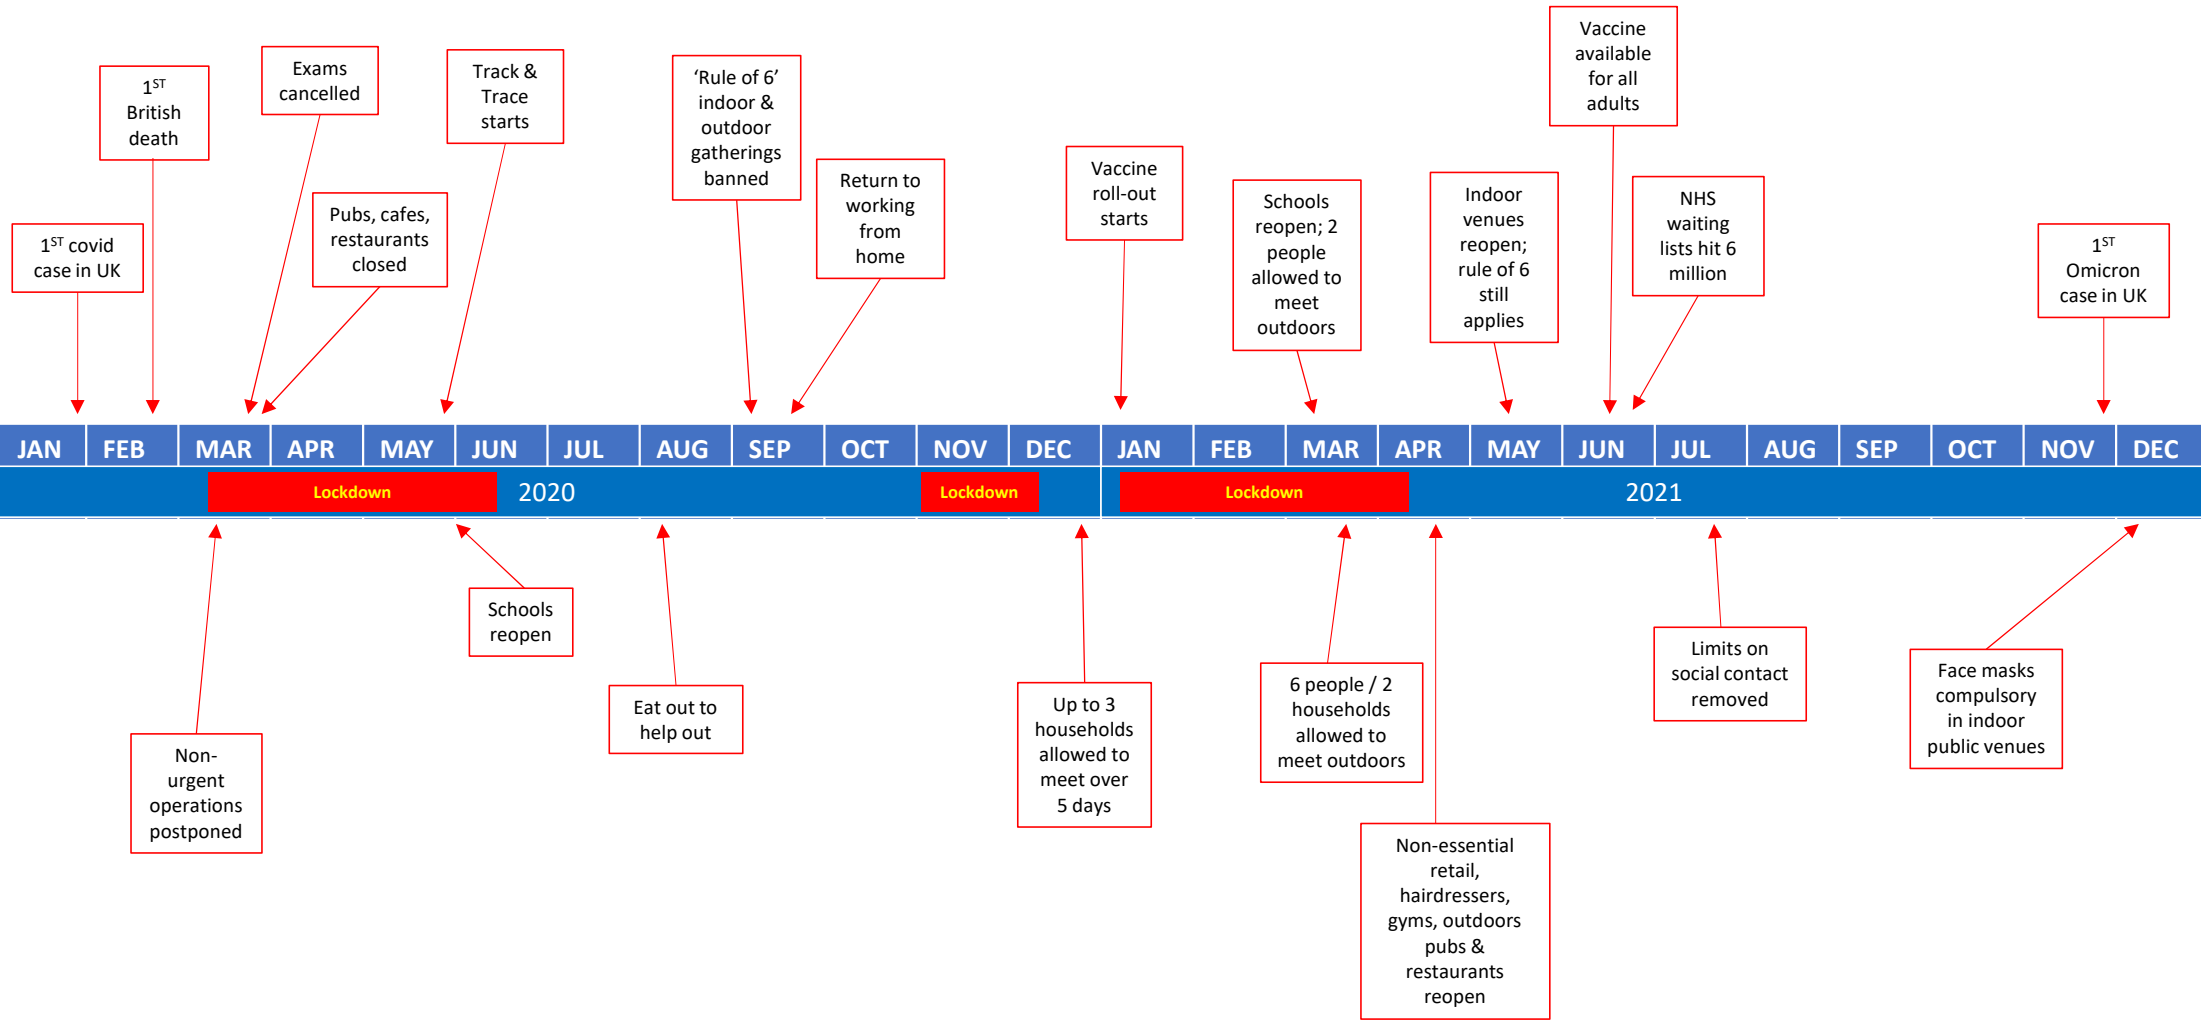 Vaccine
available
for all
adults
Exams
cancelled
Track &
Trace
starts
1ST
British
death
‘Rule of 6’
indoor &
outdoor
gatherings
banned
Return to
working
from
home
Vaccine
roll-out
starts
Schools
reopen; 2
people
allowed to
meet
outdoors
Indoor
venues
reopen;
rule of 6
still
applies
NHS
waiting
lists hit 6
million
Pubs, cafes,
restaurants
closed
1ST covid
case in UK
1ST
Omicron
case in UK
JAN FEB MAR APR MAY JUN JUL AUG SEP OCT NOV DEC JAN FEB MAR APR MAY JUN JUL AUG SEP OCT NOV DEC
Lockdown 2020 Lockdown Lockdown 2021
Schools
reopen
Non-
urgent
operations
postponed
Eat out to
help out
Up to 3
households
allowed to
meet over
5 days
6 people / 2
households
allowed to
meet outdoors
Non-essential
retail,
hairdressers,
gyms, outdoors
pubs &
restaurants
reopen
Limits on
social contact
removed
Face masks
compulsory
in indoor
public venues